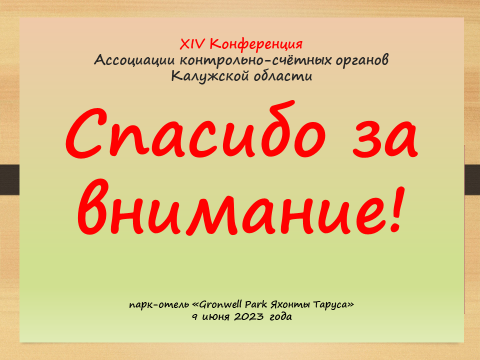 XIV Конференция
Ассоциации контрольно-счётных органов
Калужской области
Спасибо за
внимание!
парк-отель «Gronwell Park Яхонты Таруса»
9 июня 2023 года